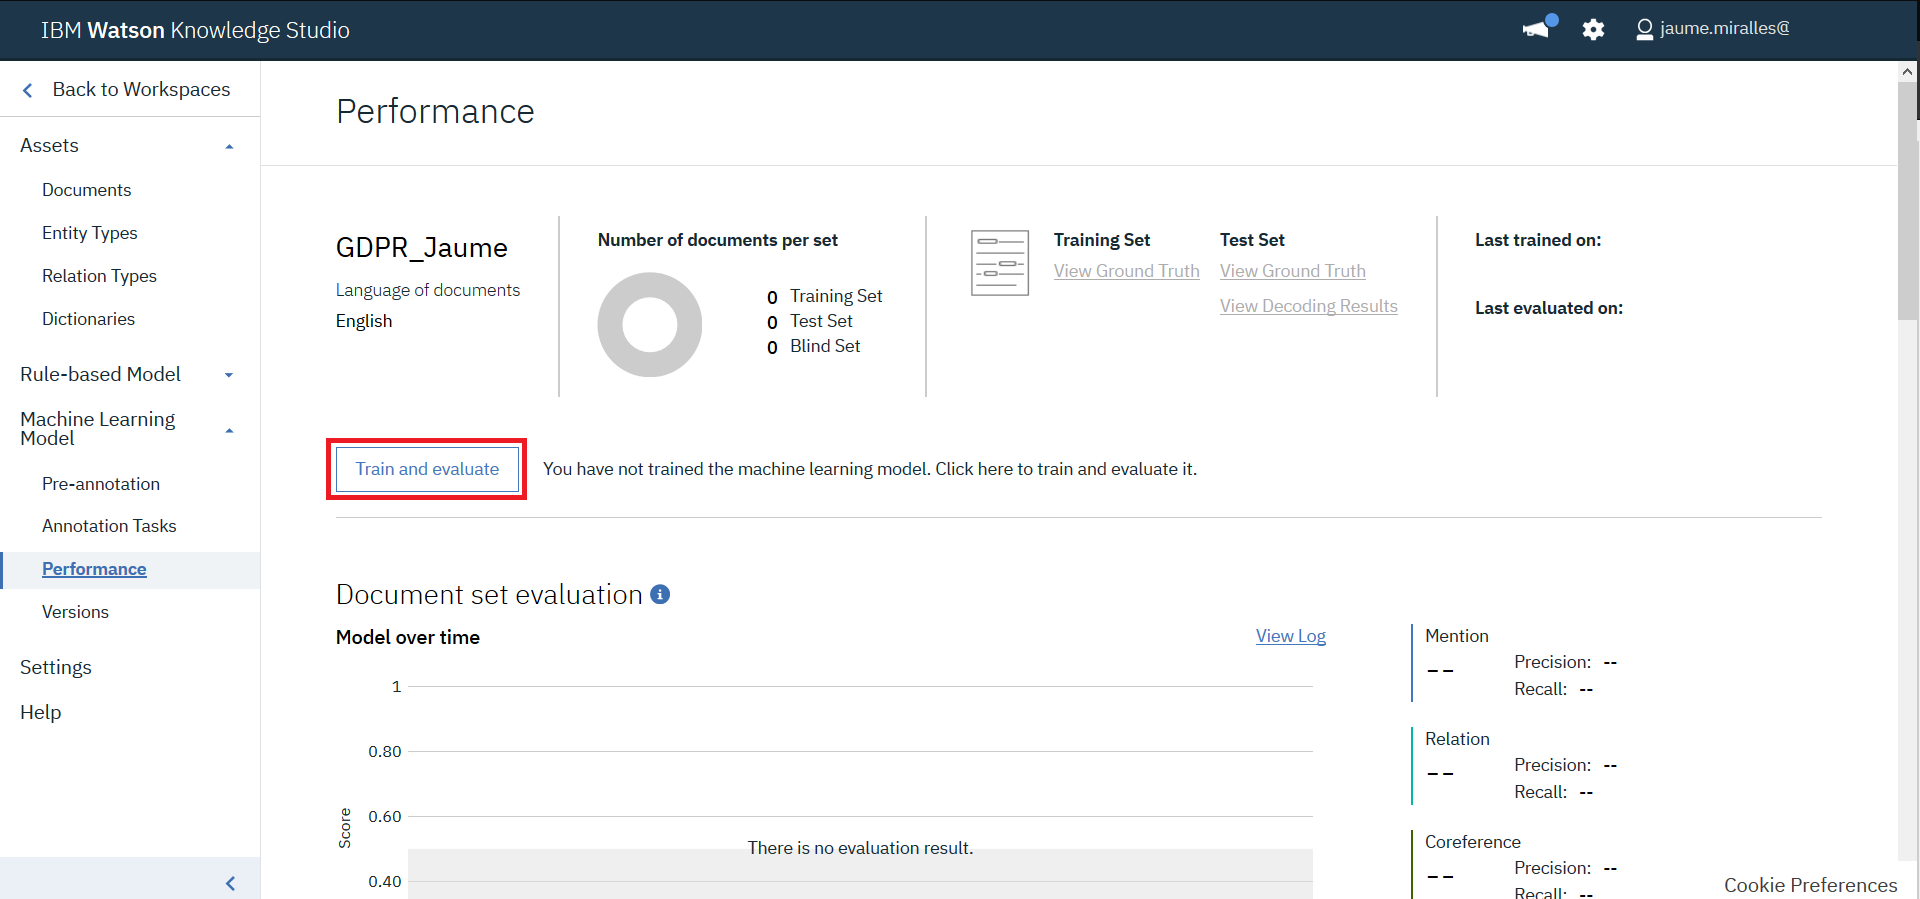 IBM Watson Knowledge Studio
jaume.miralles@
Back to Workspaces
Assets
Documents
Entity Types
Relation Types
Dictionaries
Rule-based Model
Machine Learning
Model
Pre-annotation
Annotation Tasks
Performance
Versions
Settings
Help
Performance
GDPR_Jaume
Language of documents
English
Number of documents per set
0 Training Set
0 Test Set
0 Blind Set
Training Set
View Ground Truth
Test Set
View Ground Truth
View Decoding Results
Last trained on:
Last evaluated on:
Train and evaluate
You have not trained the machine learning model. Click here to train and evaluate it.
Document set evaluation
Model over time
View Log
1
0.80
0.60
0.40
Score
There is no evaluation result.
Mention
--
Precision: --
Recall: --
Relation
--
Precision: --
Recall: --
Coreference
--
Precision: --
Recall: --
Cookie Preferences